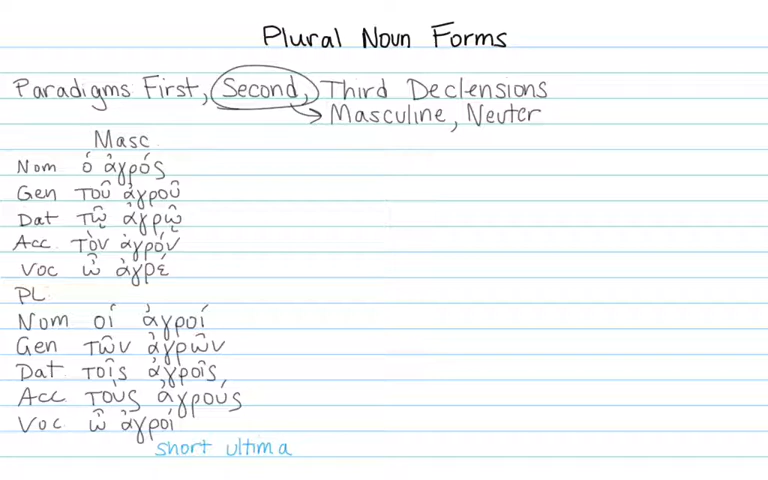 Plural Noun Forms
Paradigms First, Second, Third Declensions
Masculine, Neuter
Masc
Nom ὁ ἀγρός
Gen τοῦ ἀγροῦ
Dat τῷ ἀγρῷ
Acc. τὸν ἀγρόν
Voc ὦ ἀγρέ
PL
Nom οἱ ἀγροί
Gen τῶν ἀγρῶν
Dat τοῖς ἀγροῖς
Acc τοὺς ἀγρούς
Voc ὦ ἀγροί
short ultima